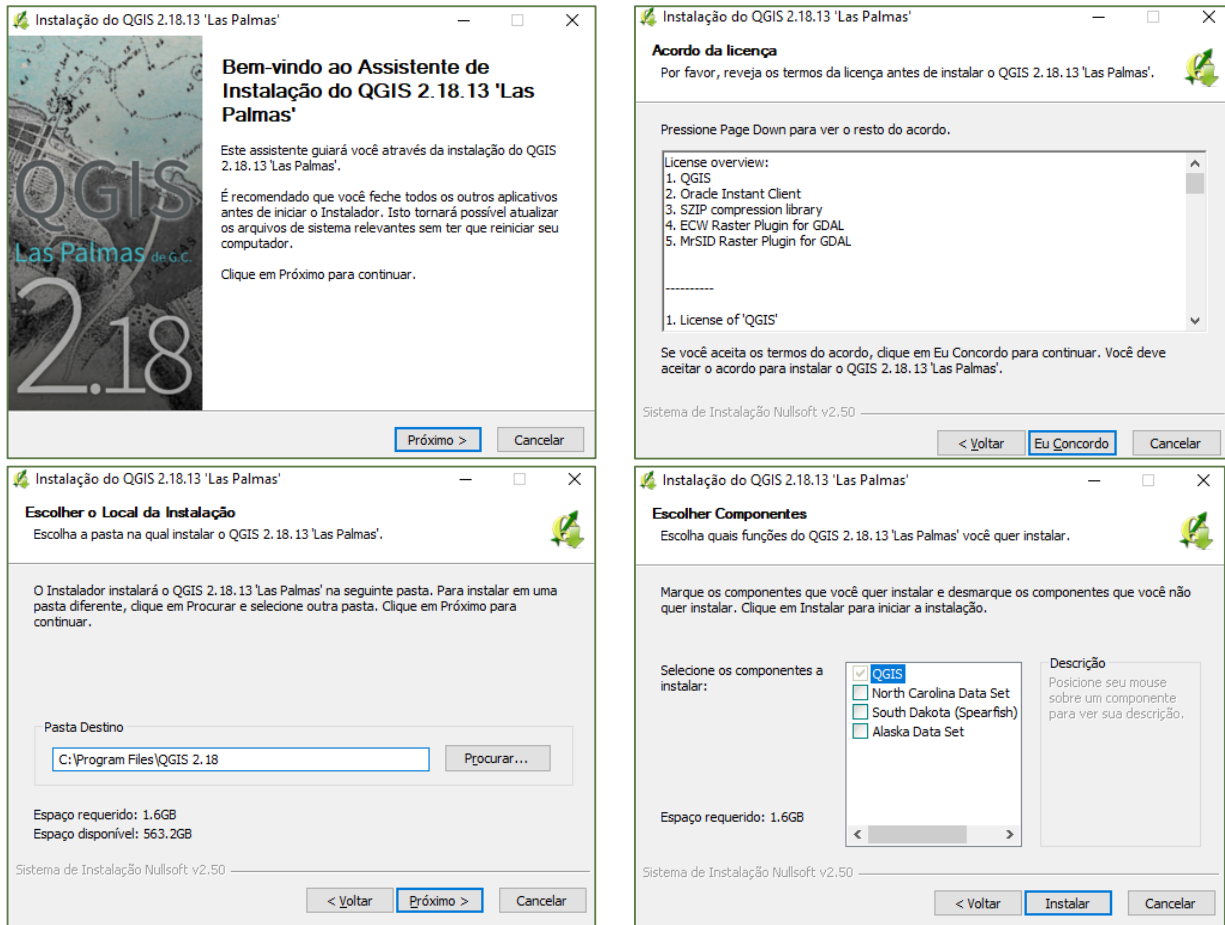 Instalação do QGIS 2.18.13 'Las Palmas'
QGIS
Las Palmas de G.C.
2.18
Bem-vindo ao Assistente de
Instalação do QGIS 2.18.13 'Las
Palmas'
Este assistente guiará você através da instalação do QGIS
2.18.13 'Las Palmas'.
É recomendado que você feche todos os outros aplicativos
antes de iniciar o Instalador. Isto tornará possível atualizar
os arquivos de sistema relevantes sem ter que reiniciar seu
computador.
Clique em Próximo para continuar.
Próximo >
Cancelar
Instalação do QGIS 2.18.13 'Las Palmas'
Acordo da licença
Por favor, reveja os termos da licença antes de instalar o QGIS 2.18.13 'Las Palmas'.
Pressione Page Down para ver o resto do acordo.
License overview:
1. QGIS
2. Oracle Instant Client
3. SZIP compression library
4. ECW Raster Plugin for GDAL
5. MrSID Raster Plugin for GDAL
----------
1. License of 'QGIS'
Se você aceita os termos do acordo, clique em Eu Concordo para continuar. Você deve
aceitar o acordo para instalar o QGIS 2.18.13 'Las Palmas'.
Sistema de Instalação Nullsoft v2.50
< Voltar
Eu Concordo
Cancelar
Instalação do QGIS 2.18.13 'Las Palmas'
Escolher o Local da Instalação
Escolha a pasta na qual instalar o QGIS 2.18.13 'Las Palmas'.
O Instalador instalará o QGIS 2.18.13 'Las Palmas' na seguinte pasta. Para instalar em uma
pasta diferente, clique em Procurar e selecione outra pasta. Clique em Próximo para
continuar.
Pasta Destino
C:\Program Files\QGIS 2.18
Procurar...
Espaço requerido: 1.6GB
Espaço disponível: 563.2GB
Sistema de Instalação Nullsoft v2.50
< Voltar
Próximo >
Cancelar
Instalação do QGIS 2.18.13 'Las Palmas'
Escolher Componentes
Escolha quais funções do QGIS 2.18.13 'Las Palmas' você quer instalar.
Marque os componentes que você quer instalar e desmarque os componentes que você não
quer instalar. Clique em Instalar para iniciar a instalação.
Selecione os componentes a
instalar:
QGIS
North Carolina Data Set
South Dakota (Spearfish)
Alaska Data Set
Descrição
Posicione seu mouse
sobre um componente
para ver sua descrição.
Espaço requerido: 1.6GB
Sistema de Instalação Nullsoft v2.50
< Voltar
Instalar
Cancelar